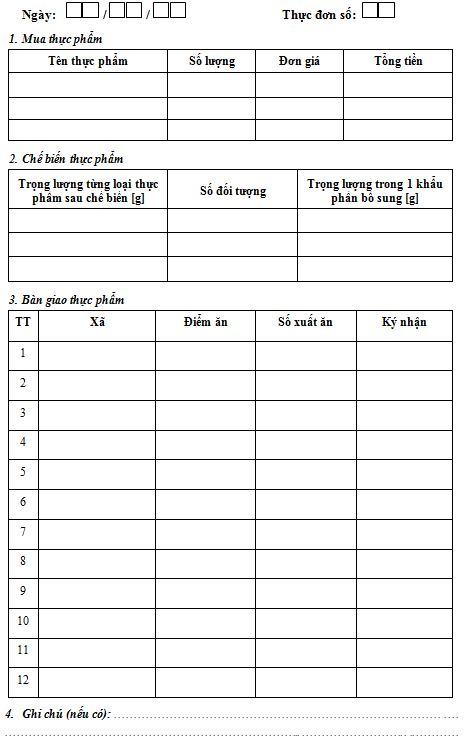 Ngày: □□ / □□ / □□ Thực đơn số: □□
1. Mua thực phẩm
Tên thực phẩm Số lượng Đơn giá Tổng tiền
2. Chế biến thực phẩm
Trọng lượng từng loại thực phẩm sau chế biến [g] Số đối tượng Trọng lượng trong 1 khẩu phần bổ sung [g]
3. Bàn giao thực phẩm
TT Xã Điểm ăn Số xuất ăn Ký nhận
1
2
3
4
5
6
7
8
9
10
11
12
4. Ghi chú (nếu có): ...........................................................
...........................................................